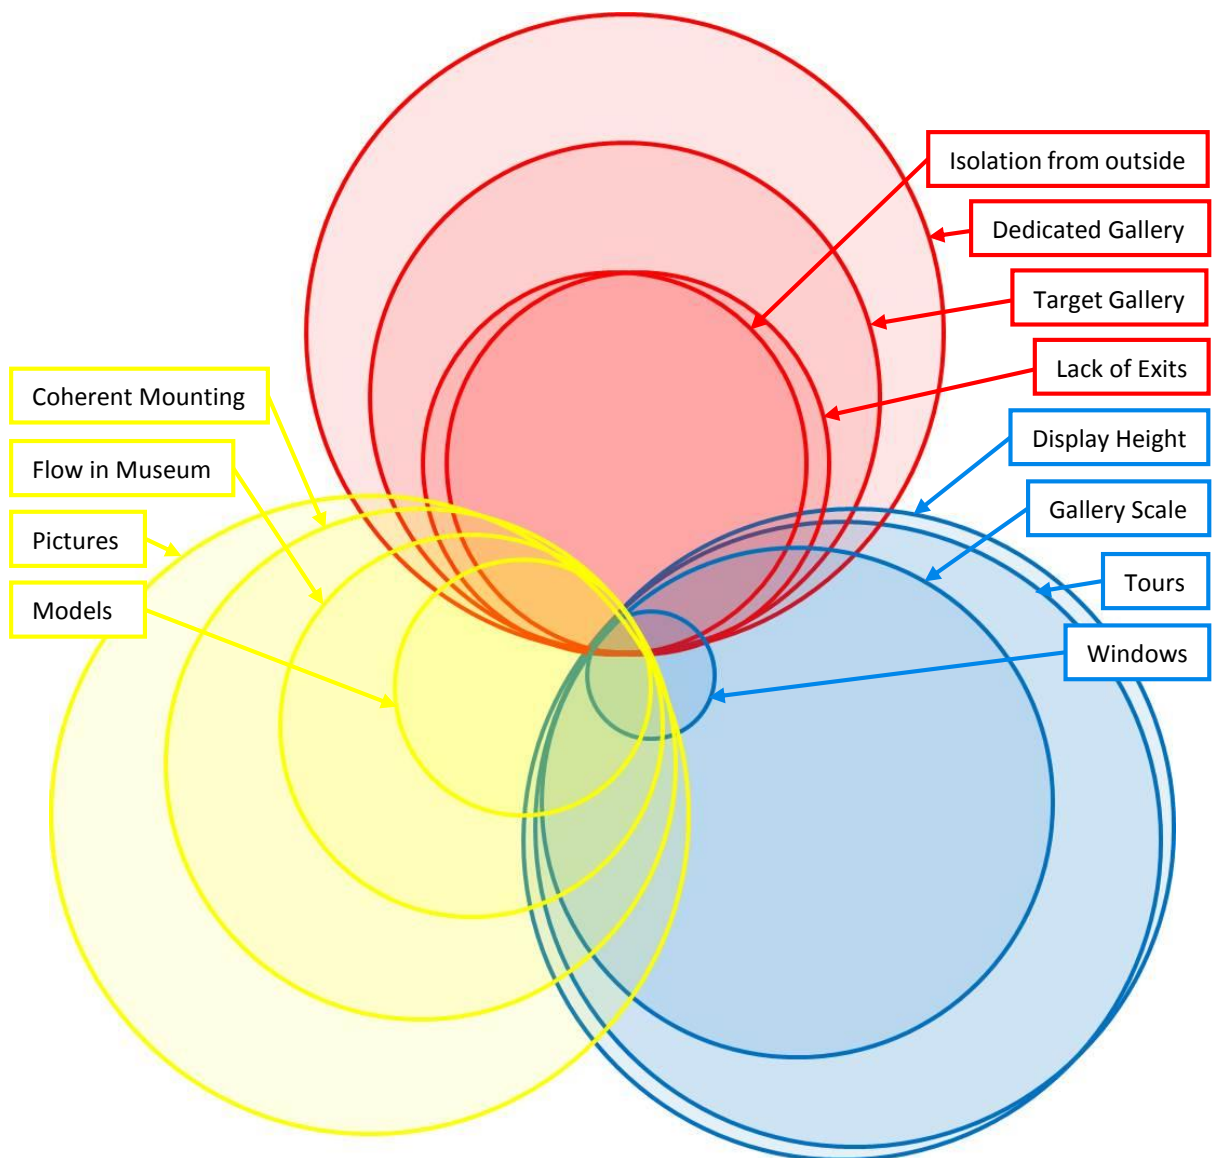 Isolation from outside
Dedicated Gallery
Target Gallery
Lack of Exits
Coherent Mounting
Flow in Museum
Pictures
Models
Display Height
Gallery Scale
Tours
Windows